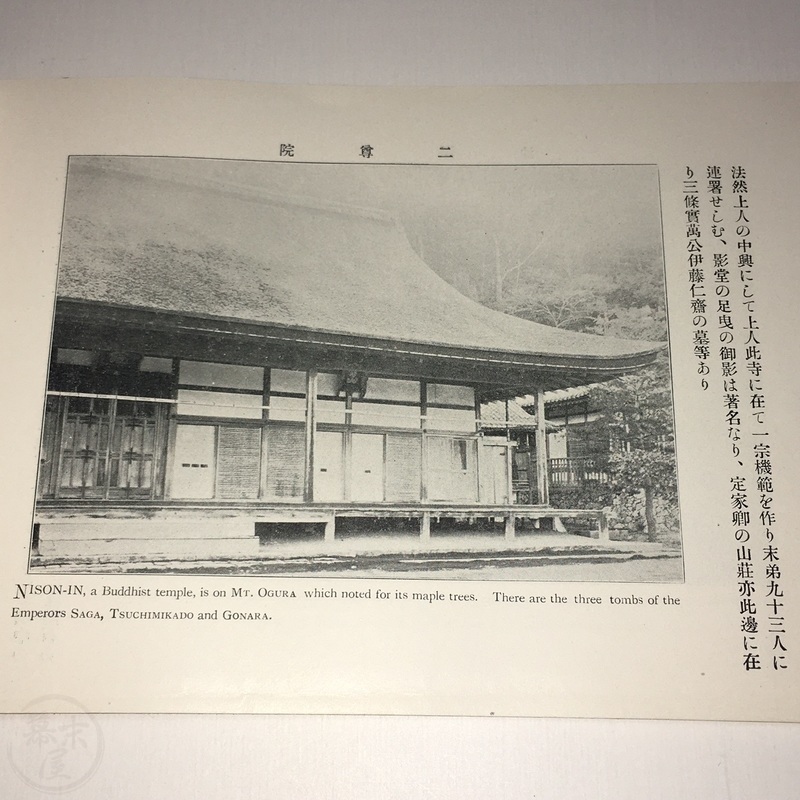 二尊院
法然上人の中興にして上人此寺に在て一宗機範を作り末弟九十三人に
連署せしむ、影堂の足曳の御影は著名なり、定家卿の山莊亦此邊に在
り三條實萬公伊藤仁齋の墓等あり
NISON-IN, a Buddhist temple, is on MT. OGURA which noted for its maple trees. There are the three tombs of the
Emperors SAGA, TSUCHIMIKADO and GONARA.
幕末屋